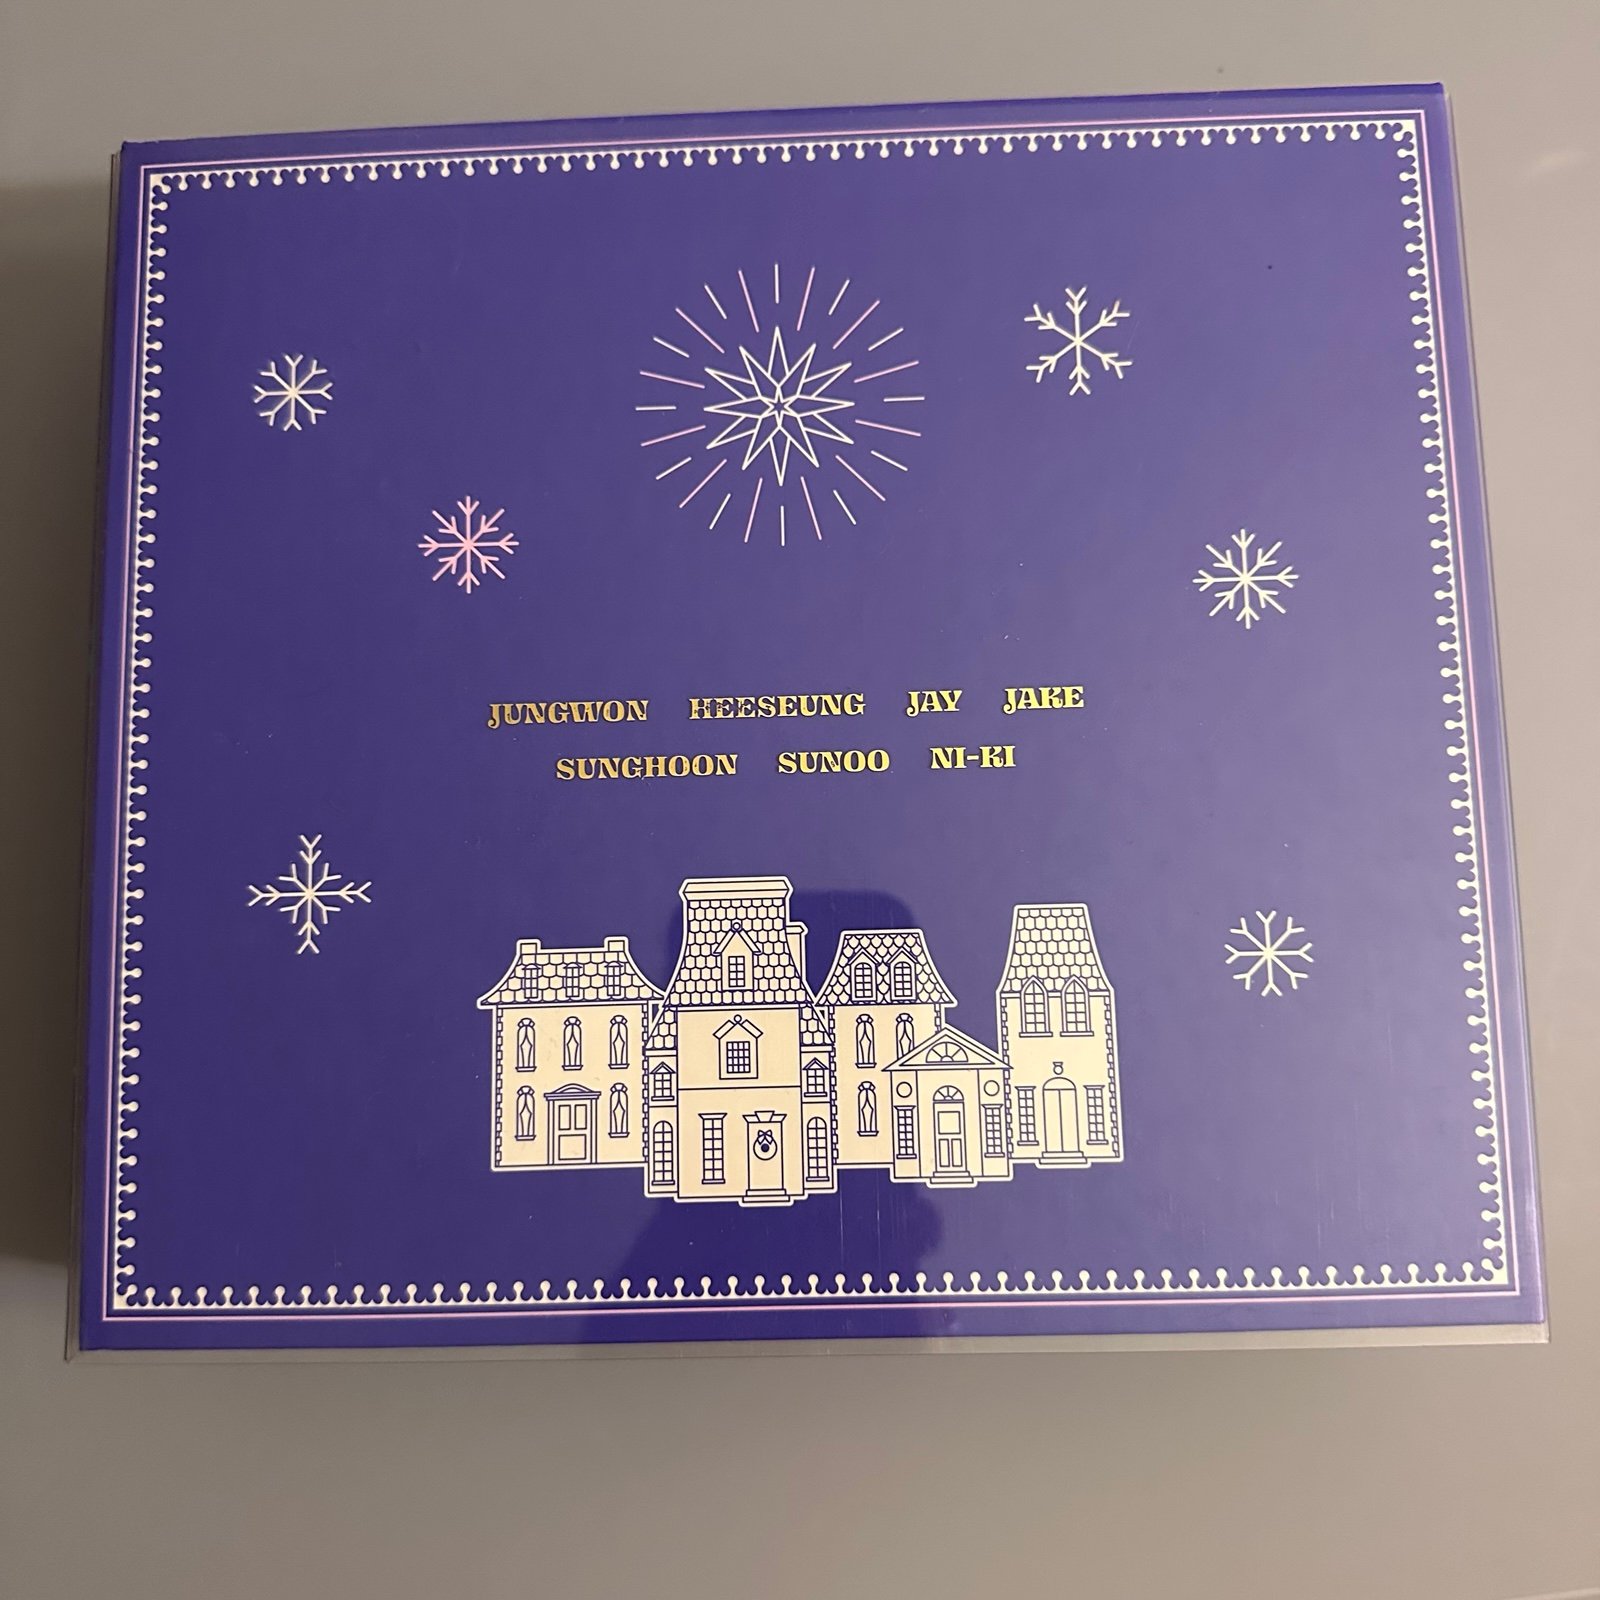 JUNGWON HEESEUNG JAY JAKE
SUNGHOON SUNOO NI-KI